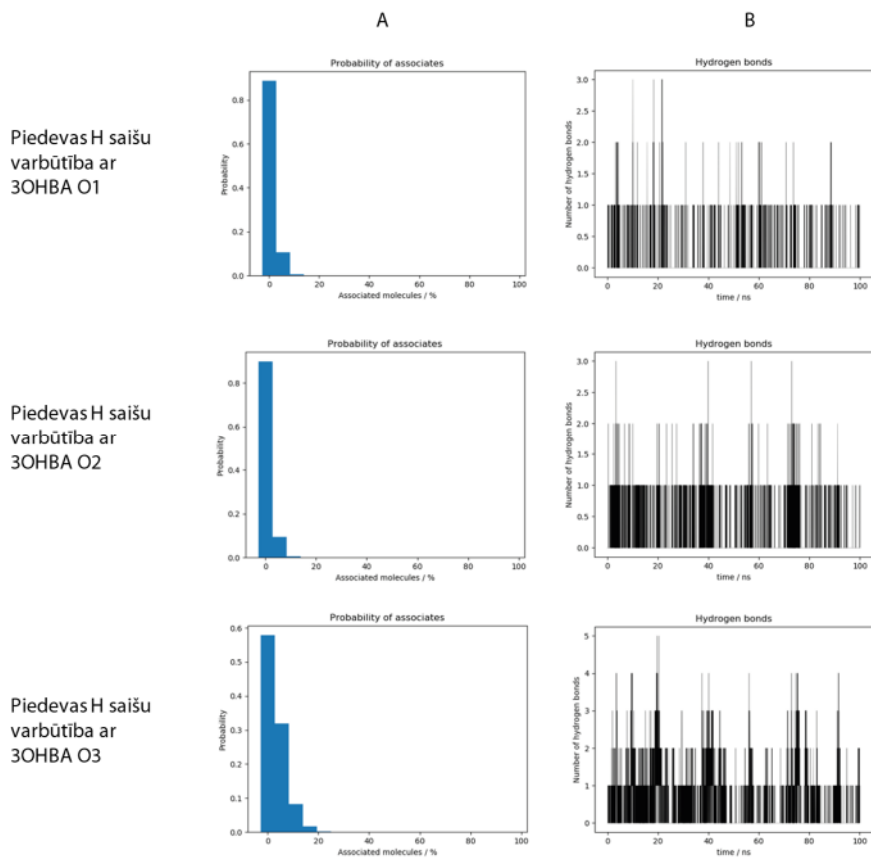 A
B
Piedevas H saišu
varbūtība ar
3OHBA O1
Probability of associates
Probability
0.8
0.6
0.4
0.2
0.0
0
20
40
60
80
100
Associated molecules / %
Hydrogen bonds
Number of hydrogen bonds
3.0
2.5
2.0
1.5
1.0
0.5
0.0
0
20
40
60
80
100
time / ns
Piedevas H saišu
varbūtība ar
3OHBA O2
Probability of associates
Probability
0.8
0.6
0.4
0.2
0.0
0
20
40
60
80
100
Associated molecules / %
Hydrogen bonds
Number of hydrogen bonds
3.0
2.5
2.0
1.5
1.0
0.5
0.0
0
20
40
60
80
100
time / ns
Piedevas H saišu
varbūtība ar
3OHBA O3
Probability of associates
Probability
0.6
0.5
0.4
0.3
0.2
0.1
0.0
0
20
40
60
80
100
Associated molecules / %
Hydrogen bonds
Number of hydrogen bonds
5
4
3
2
1
0
0
20
40
60
80
100
time / ns